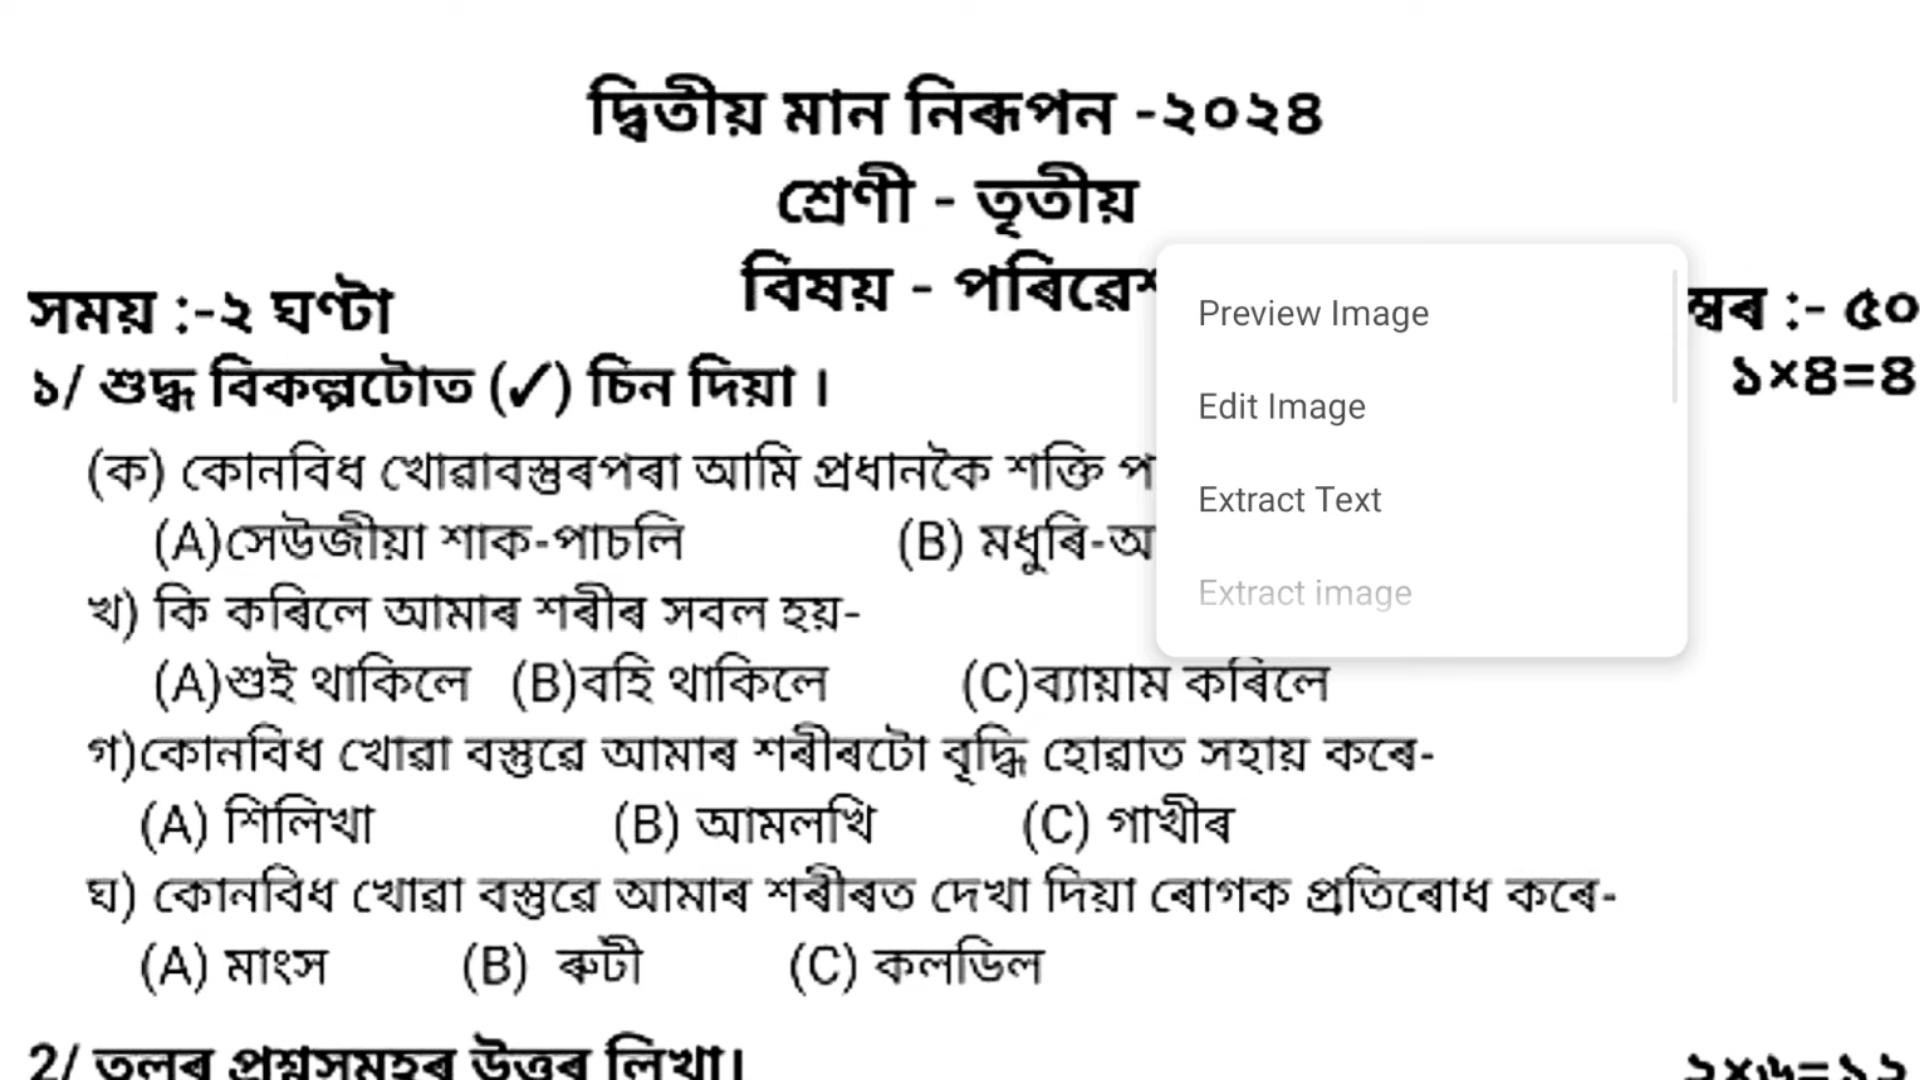 দ্বিতীয় মান নিৰূপন -২০২৪
শ্ৰেণী - তৃতীয়
বিষয় - পৰিৱেশ
সময় :-২ ঘণ্টা
ম্বৰ :- ৫০
১/ শুদ্ধ বিকল্পটোত (✓) চিন দিয়া।
১×৪=৪
(ক) কোনবিধ খোৱাবস্তুৰপৰা আমি প্ৰধানকৈ শক্তি প
(A)সেউজীয়া শাক-পাচলি (B) মধুৰি-আ
খ) কি কৰিলে আমাৰ শৰীৰ সবল হয়-
(A)শুই থাকিলে (B)বহি থাকিলে (C)ব্যায়াম কৰিলে
গ)কোনবিধ খোৱা বস্তুৱে আমাৰ শৰীৰটো বৃদ্ধি হোৱাত সহায় কৰে-
(A) শিলিখা (B) আমলখি (C) গাখীৰ
ঘ) কোনবিধ খোৱা বস্তুৱে আমাৰ শৰীৰত দেখা দিয়া ৰোগক প্ৰতিৰোধ কৰে-
(A) মাংস (B) ৰুটী (C) কলডিল
2/ তলৰ প্ৰশ্নসমূহৰ উত্তৰ লিখা।
২×৬=১২
Preview Image
Edit Image
Extract Text
Extract image